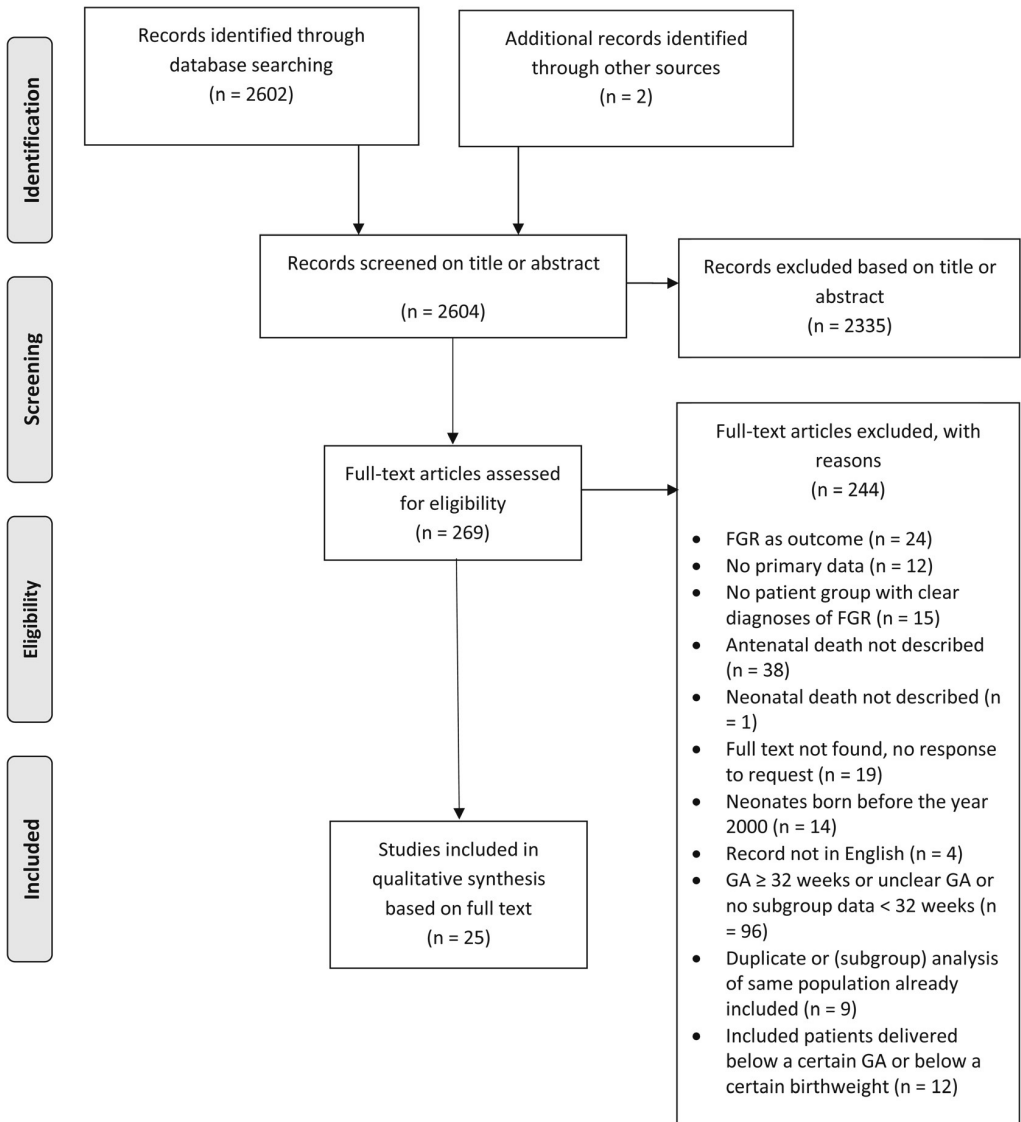 Identification
Records identified through
database searching
(n = 2602)
Additional records identified
through other sources
(n = 2)
Records screened on title or abstract
(n = 2604)
Records excluded based on title or
abstract
(n = 2335)
Screening
Full-text articles assessed
for eligibility
(n = 269)
Full-text articles excluded, with
reasons
(n = 244)
• FGR as outcome (n = 24)
• No primary data (n = 12)
• No patient group with clear
diagnoses of FGR (n = 15)
• Antenatal death not described
(n = 38)
• Neonatal death not described (n
= 1)
• Full text not found, no response
to request (n = 19)
• Neonates born before the year
2000 (n = 14)
• Record not in English (n = 4)
• GA ≥ 32 weeks or unclear GA or
no subgroup data < 32 weeks (n
= 96)
• Duplicate or (subgroup) analysis
of same population already
included (n = 9)
• Included patients delivered
below a certain GA or below a
certain birthweight (n = 12)
Eligibility
Included
Studies included in
qualitative synthesis
based on full text
(n = 25)